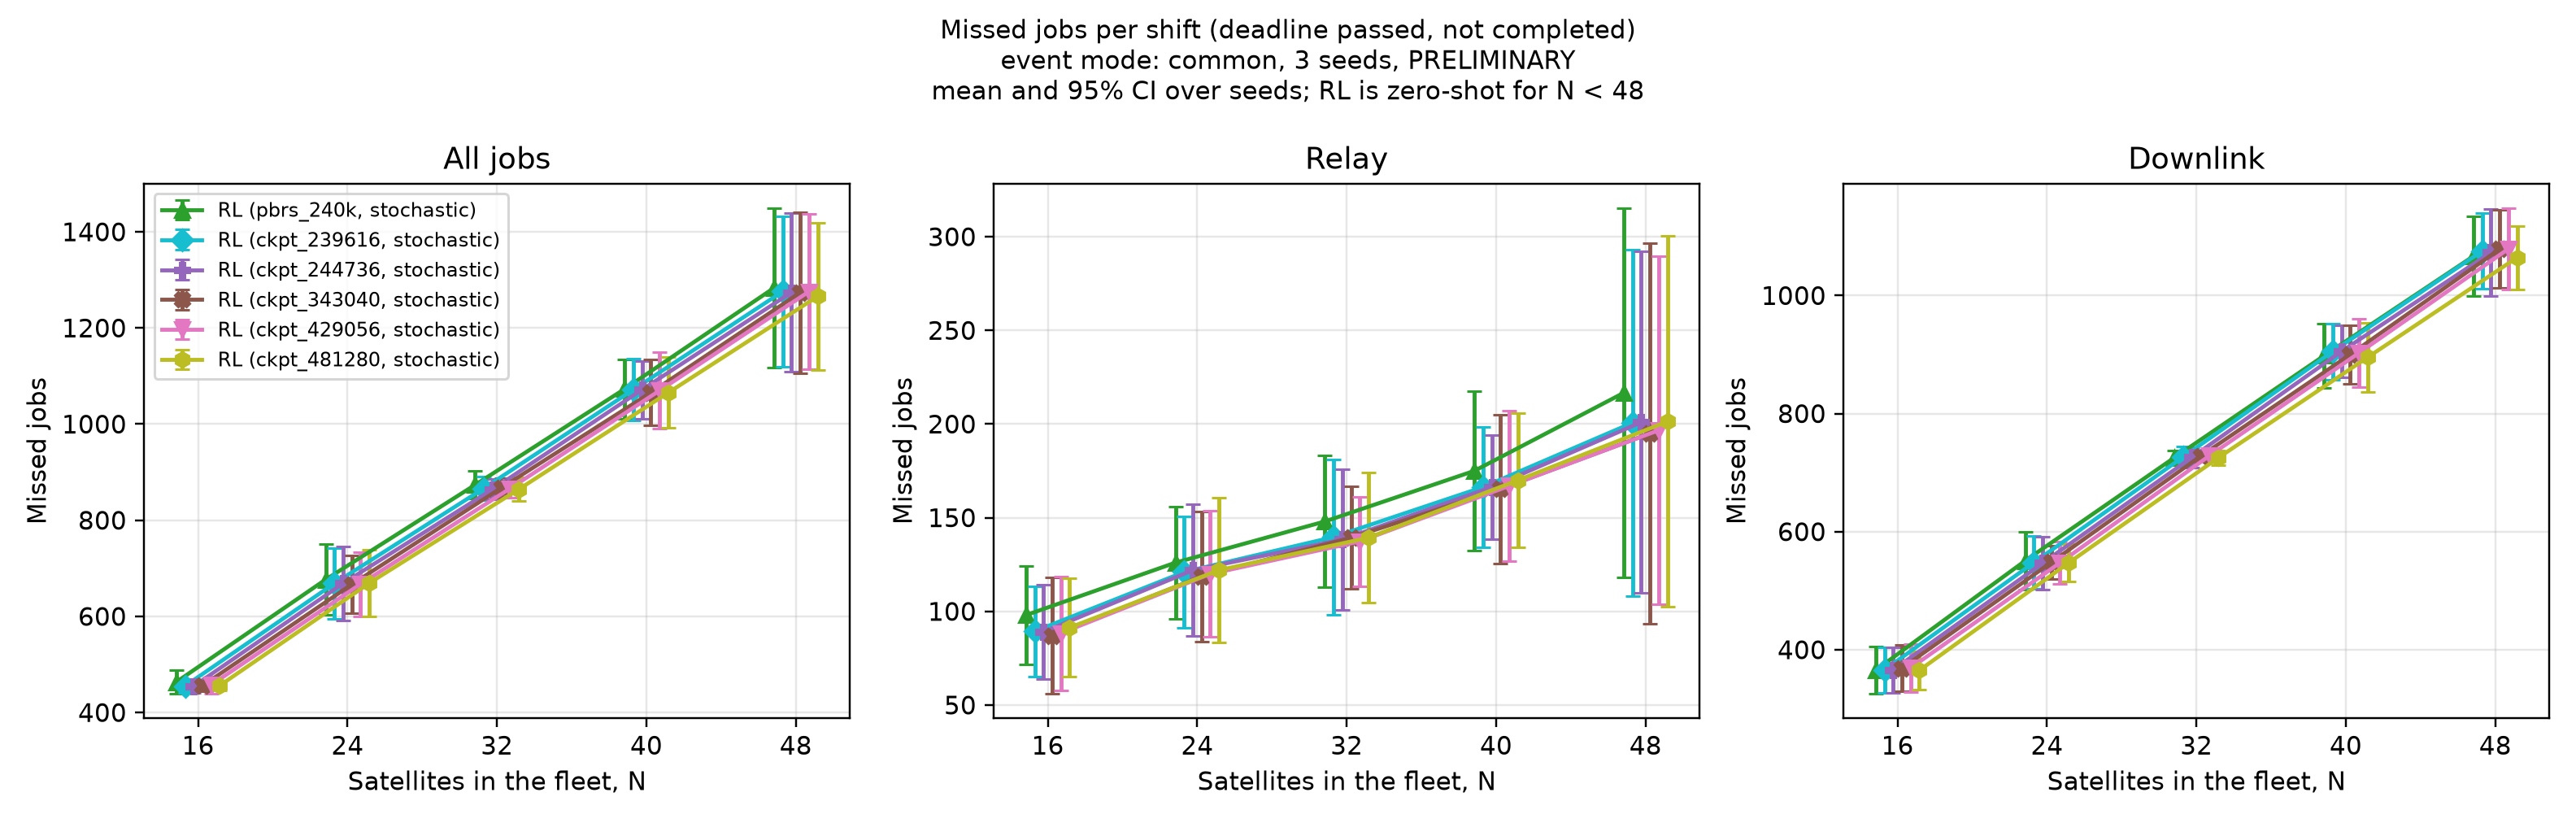 Missed jobs per shift (deadline passed, not completed)
event mode: common, 3 seeds, PRELIMINARY
mean and 95% CI over seeds; RL is zero-shot for N < 48
All jobs
Missed jobs
1400
1200
1000
800
600
400
16 24 32 40 48
Satellites in the fleet, N
RL (pbrs_240k, stochastic)
RL (ckpt_239616, stochastic)
RL (ckpt_244736, stochastic)
RL (ckpt_343040, stochastic)
RL (ckpt_429056, stochastic)
RL (ckpt_481280, stochastic)
Relay
Missed jobs
300
250
200
150
100
50
16 24 32 40 48
Satellites in the fleet, N
Downlink
Missed jobs
1000
800
600
400
16 24 32 40 48
Satellites in the fleet, N